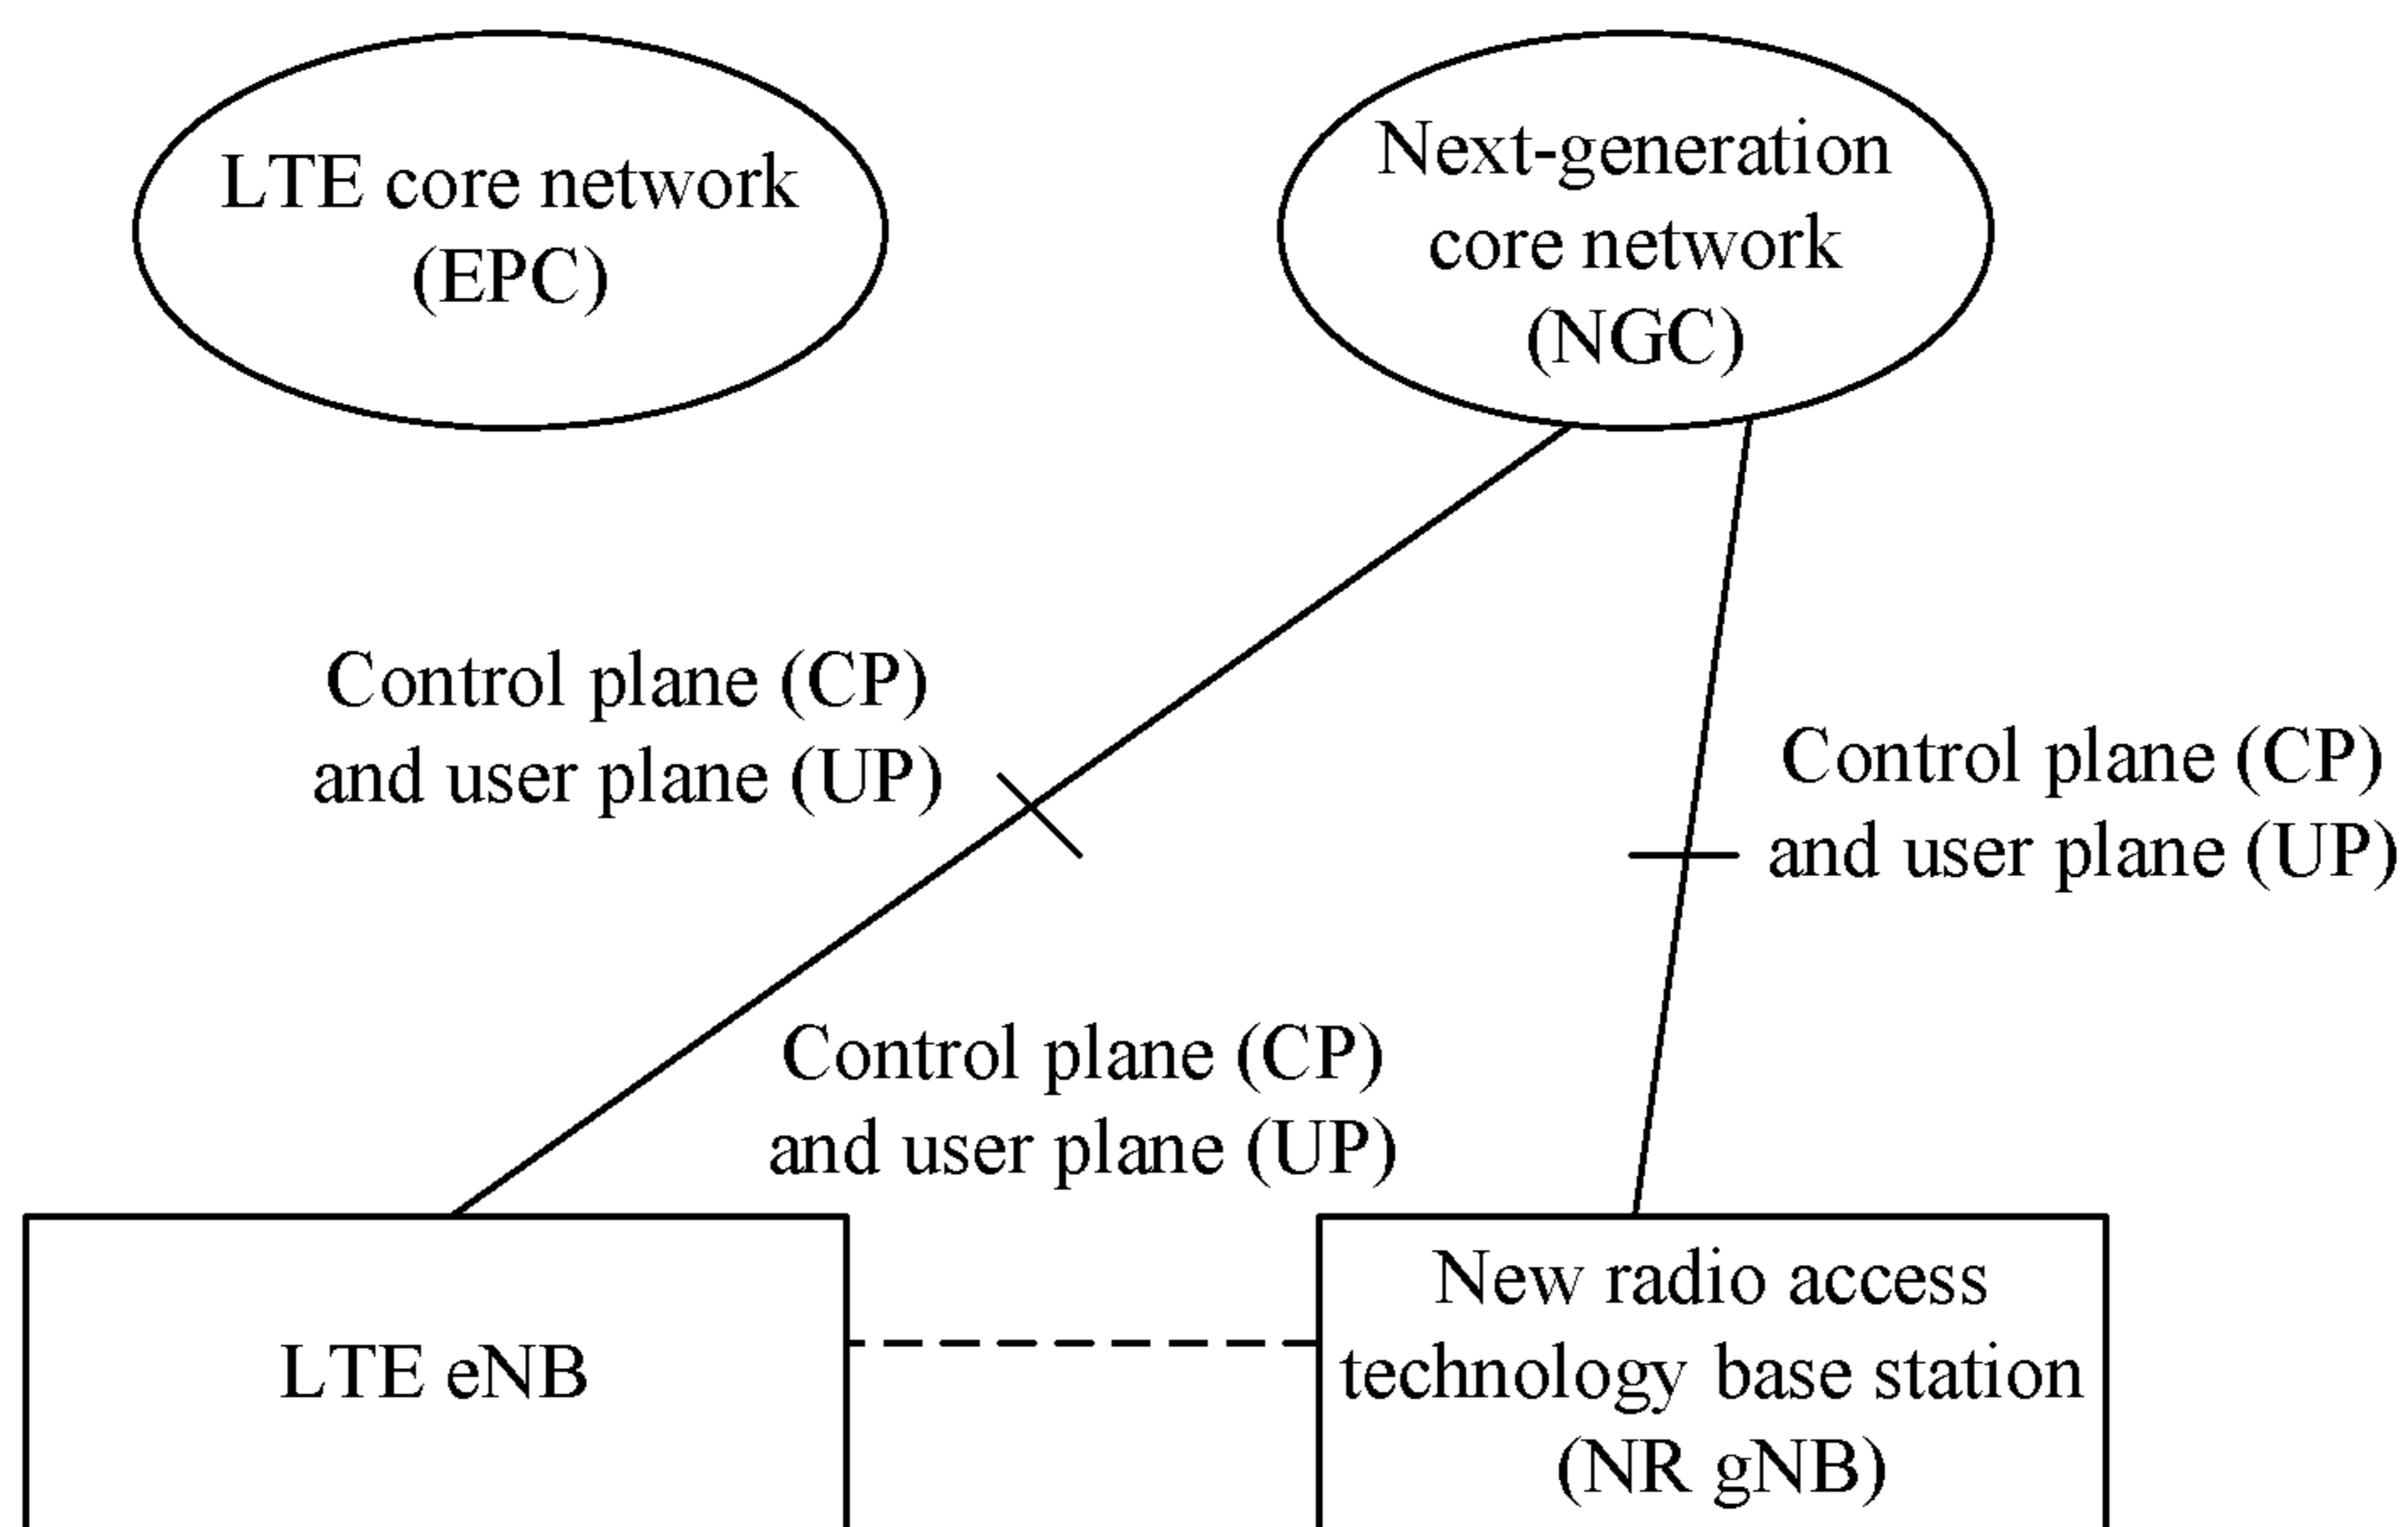 LTE core network
(EPC)
Next-generation
core network
(NGC)
Control plane (CP)
and user plane (UP)
Control plane (CP)
and user plane (UP)
Control plane (CP)
and user plane (UP)
LTE eNB
New radio access
technology base station
(NR gNB)